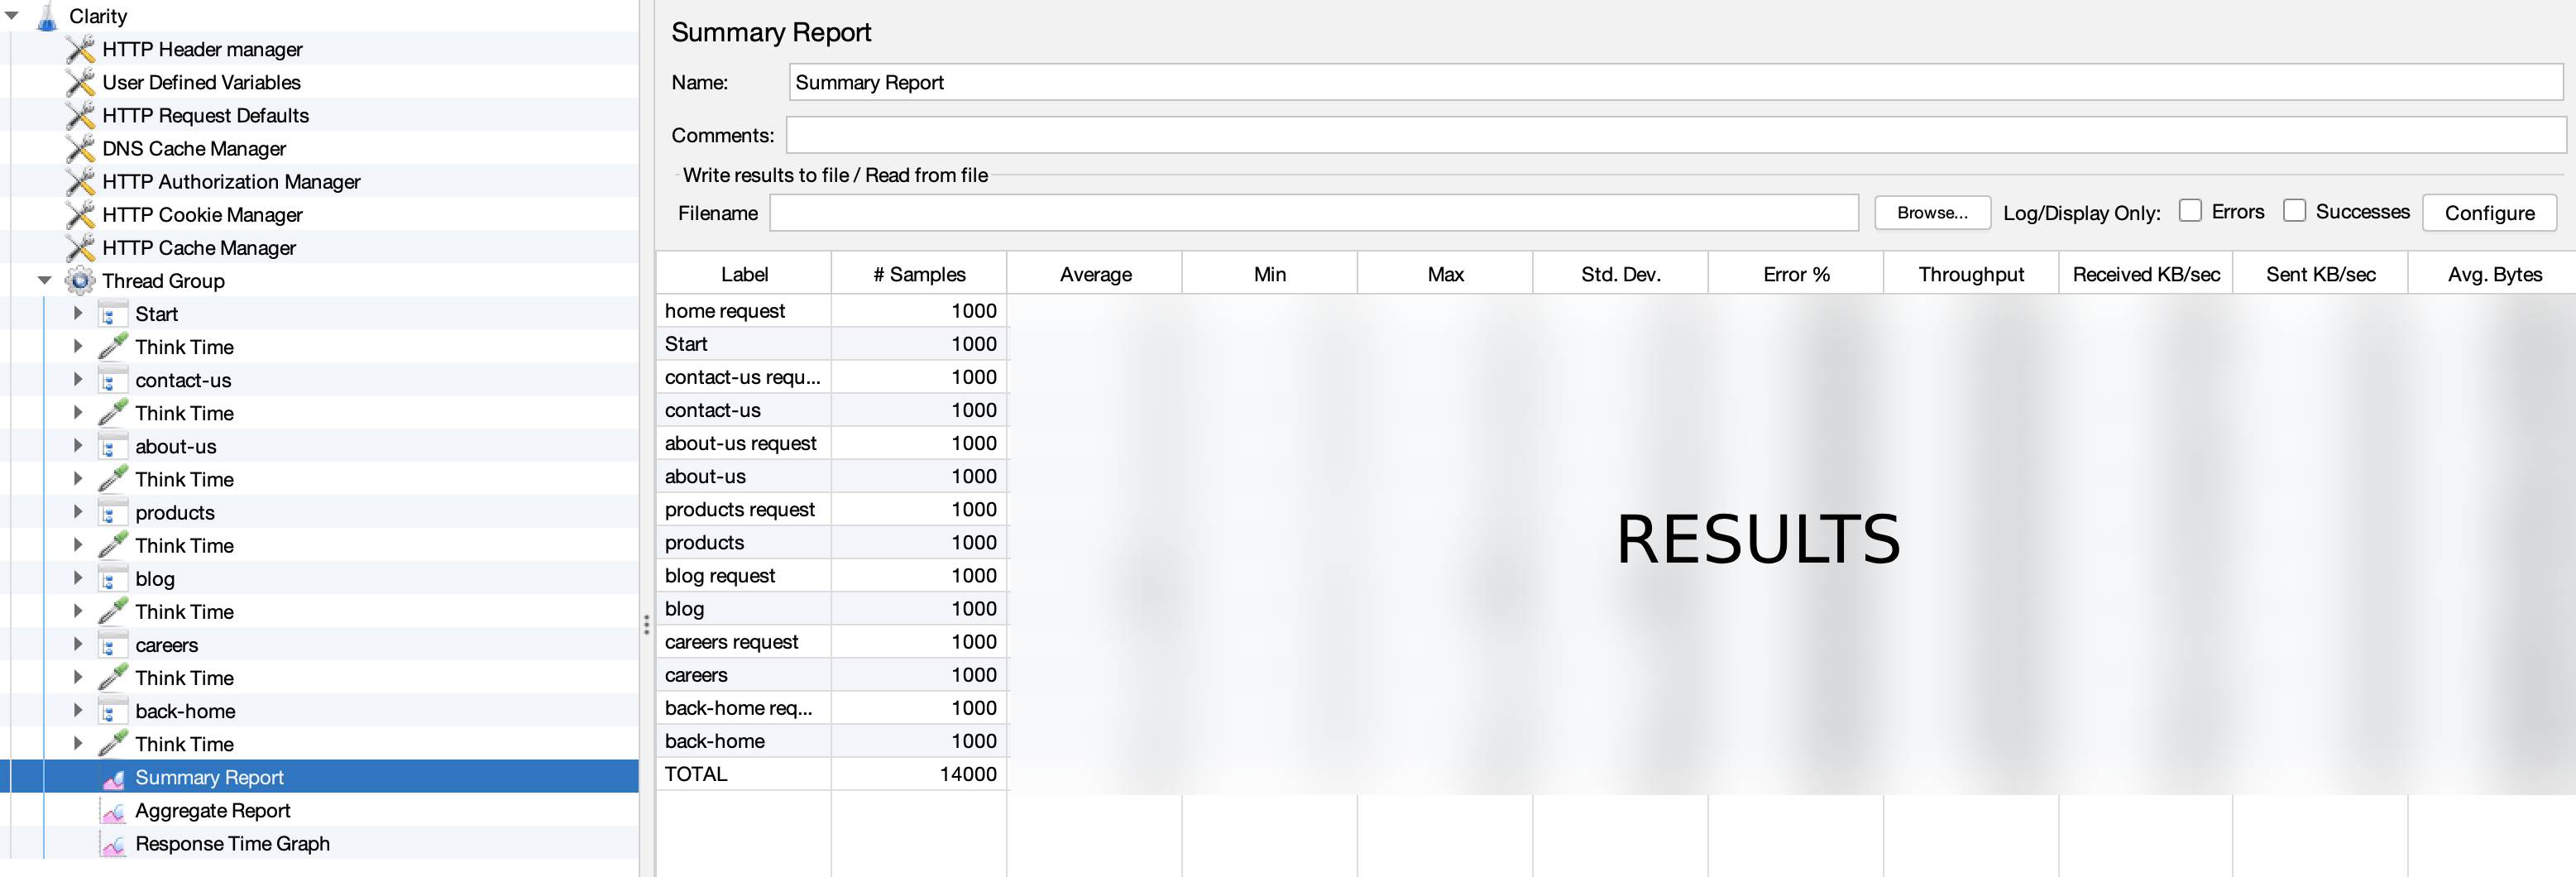 Clarity
HTTP Header manager
User Defined Variables
HTTP Request Defaults
DNS Cache Manager
HTTP Authorization Manager
HTTP Cookie Manager
HTTP Cache Manager
Thread Group
Start
Think Time
contact-us
Think Time
about-us
Think Time
products
Think Time
blog
Think Time
careers
Think Time
back-home
Think Time
Summary Report
Aggregate Report
Response Time Graph
Summary Report
Name: Summary Report
Comments:
Write results to file / Read from file
Filename Browse... Log/Display Only: Errors Successes Configure
Label # Samples Average Min Max Std. Dev. Error % Throughput Received KB/sec Sent KB/sec Avg. Bytes
home request 1000
Start 1000
contact-us requ... 1000
contact-us 1000
about-us request 1000
about-us 1000
products request 1000
products 1000
blog request 1000
blog 1000
careers request 1000
careers 1000
back-home req... 1000
back-home 1000
TOTAL 14000
RESULTS